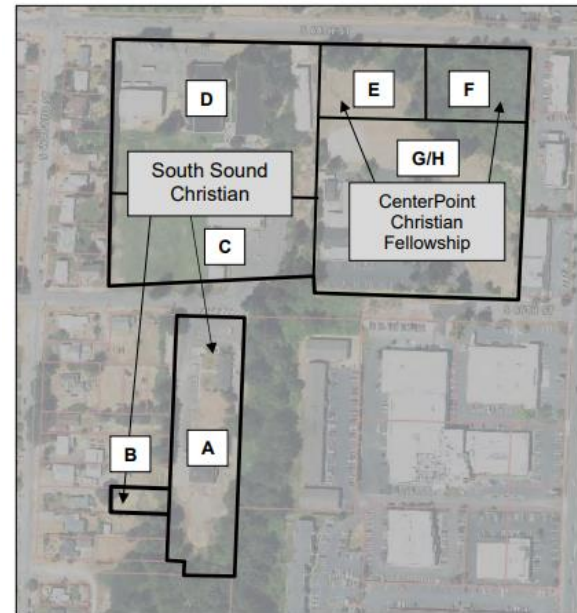 D
E
F
G/H
South Sound
Christian
CenterPoint
Christian
Fellowship
C
B
A